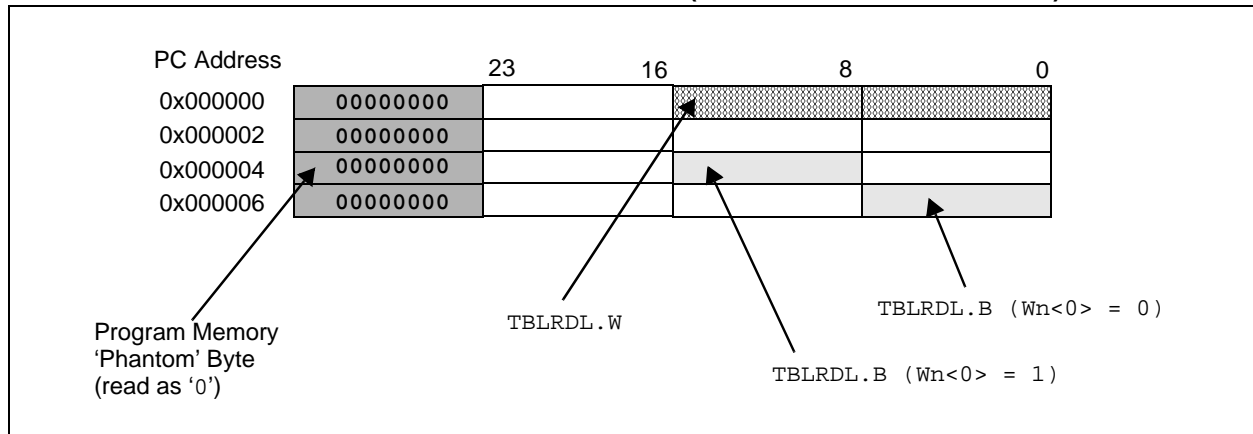 PC Address
23 16 8 0
0x000000 00000000
0x000002 00000000
0x000004 00000000
0x000006 00000000
TBLRDL.W
TBLRDL.B (Wn<0> = 0)
TBLRDL.B (Wn<0> = 1)
Program Memory
‘Phantom’ Byte
(read as ‘0’)